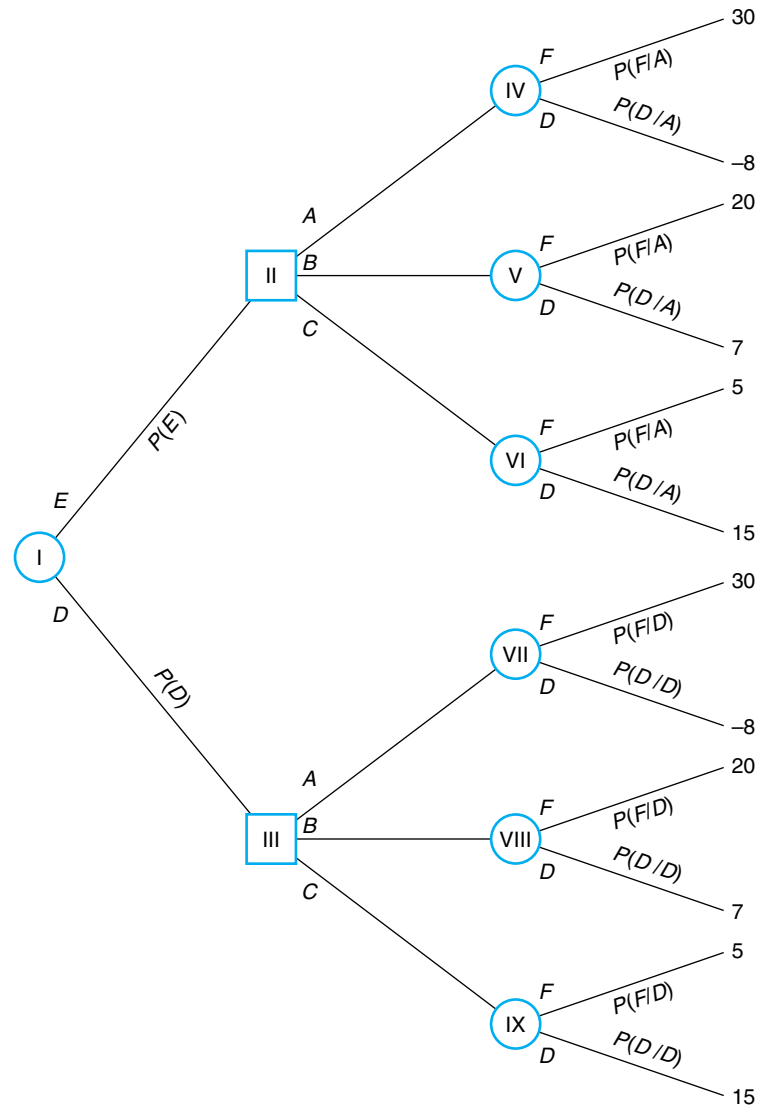 30
F
P(F/A)
IV
P(D/A)
D
–8
A
20
F
P(F/A)
B
II
V
P(D/A)
D
C
7
5
F
P(F/A)
P(E)
VI
P(D/A)
D
E
15
I
30
D
F
P(F/D)
VII
P(D)
P(D/D)
D
–8
A
20
F
P(F/D)
B
III
VIII
P(D/D)
D
C
7
5
F
P(F/D)
IX
P(D/D)
D
15